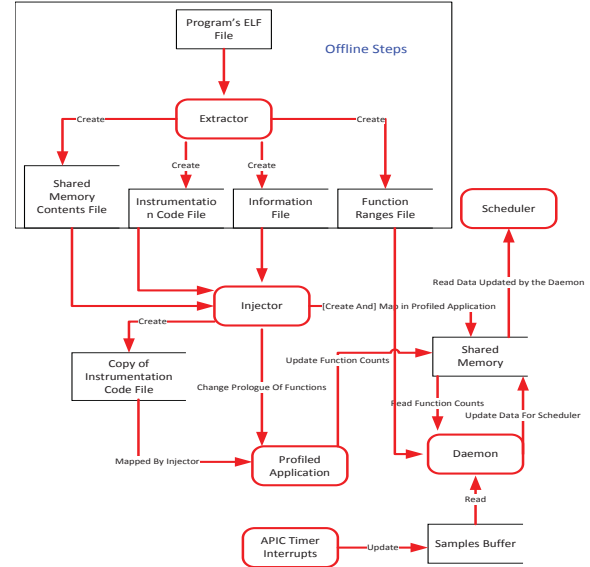 Program's ELF
File
Offline Steps
Extractor
Create
Create
Create
Create
Shared
Memory
Contents File
Instrumentatio
n Code File
Information
File
Function
Ranges File
Scheduler
Read Data Updated by the Daemon
Injector
[Create And] Map in Profiled Application
Create
Shared
Memory
Update Function Counts
Copy of
Instrumentation
Code File
Change Prologue Of Functions
Read Function Counts
Update Data For Scheduler
Mapped By Injector
Profiled
Application
Daemon
Read
APIC Timer
Interrupts
Update
Samples Buffer